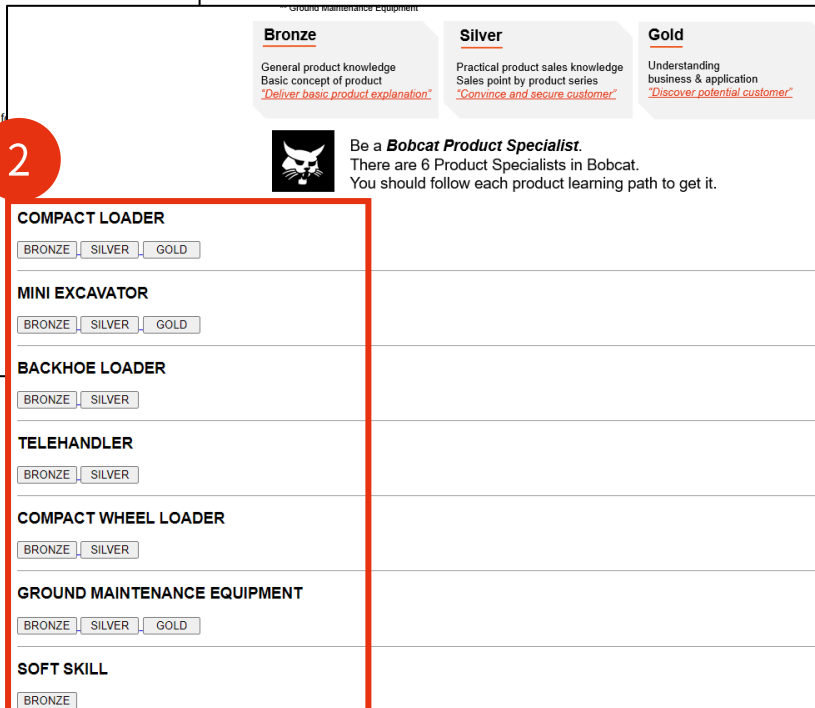 ** Ground Maintenance Equipment
Bronze
General product knowledge
Basic concept of product
"Deliver basic product explanation"
Silver
Practical product sales knowledge
Sales point by product series
"Convince and secure customer"
Gold
Understanding
business & application
"Discover potential customer"
2
Be a Bobcat Product Specialist.
There are 6 Product Specialists in Bobcat.
You should follow each product learning path to get it.
COMPACT LOADER
BRONZE SILVER GOLD
MINI EXCAVATOR
BRONZE SILVER GOLD
BACKHOE LOADER
BRONZE SILVER
TELEHANDLER
BRONZE SILVER
COMPACT WHEEL LOADER
BRONZE SILVER
GROUND MAINTENANCE EQUIPMENT
BRONZE SILVER GOLD
SOFT SKILL
BRONZE